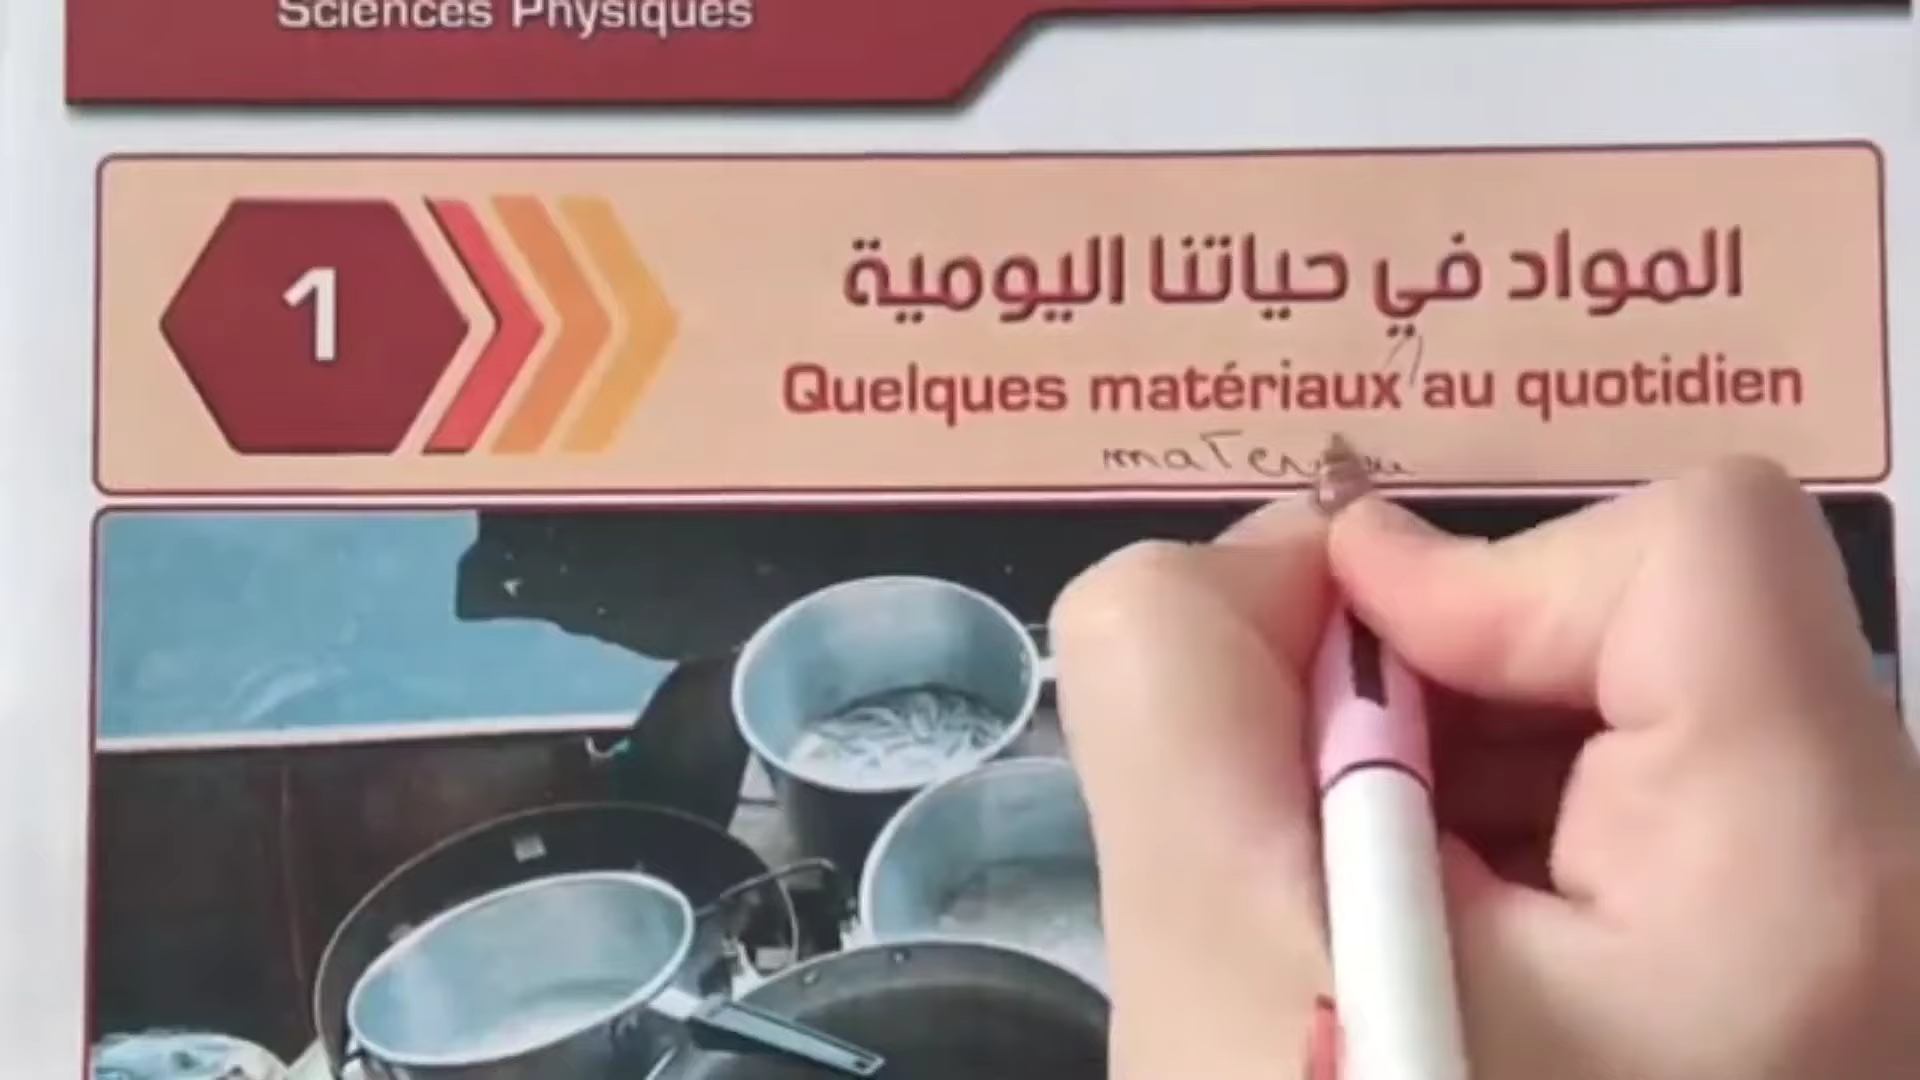 Sciences Physiques
1
المواد في حياتنا اليومية
Quelques matériaux au quotidien